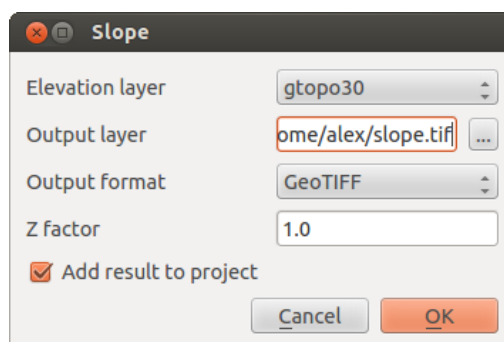 Slope
Elevation layer gtopo30
Output layer ome/alex/slope.tif ...
Output format GeoTIFF
Z factor 1.0
Add result to project
Cancel OK